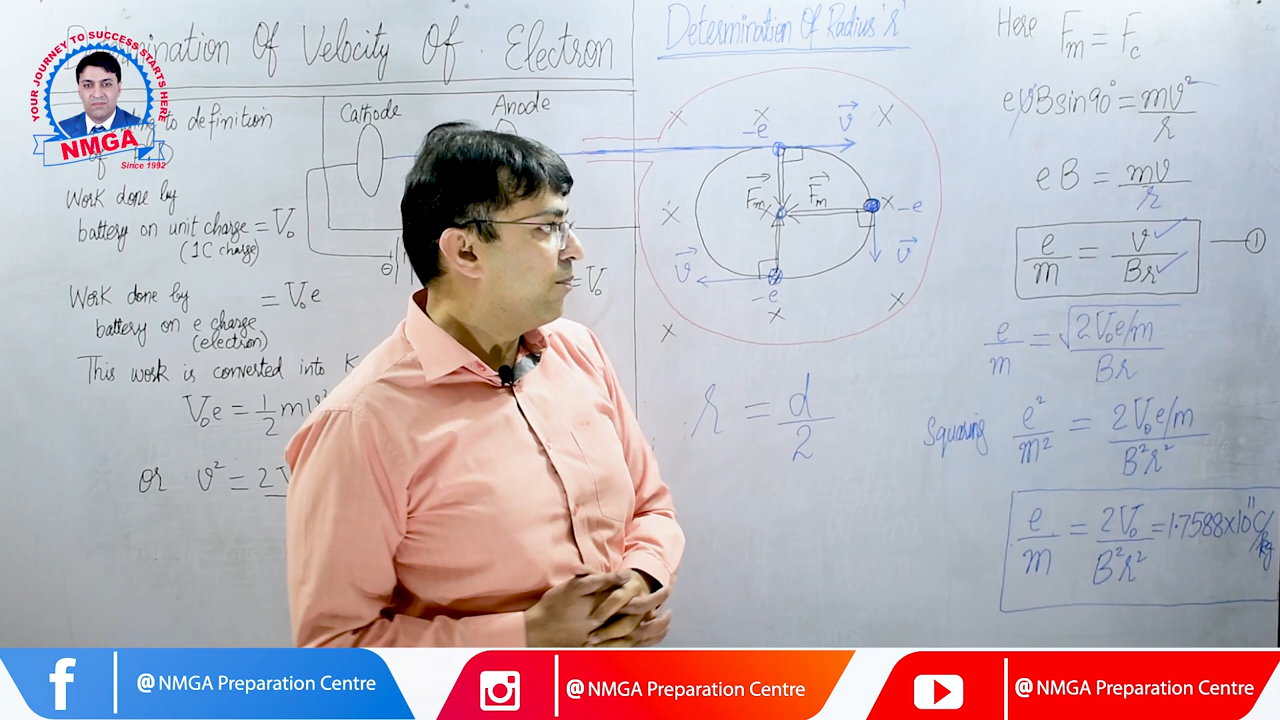 YOUR JOURNEY TO SUCCESS STARTS HERE
NMGA
Since 1992
Determination Of Velocity Of Electron
to definition
of
Work done by
battery on unit charge = V₀
(1C charge)
Work done by = V₀e
battery on e charge
(electron)
This work is converted into K
V₀e = 1/2 mv²
or v² = 2V
Cathode
Anode
= V₀
Determination Of Radius 'r'
x x x
-e v⃗
F⃗m F⃗m
x x x -e
v⃗ v⃗
-e
x x x
r = d/2
Here Fm = Fc
evBsin90° = mv²/r
eB = mv/r
e/m = v/Br — ①
e/m = √(2V₀e/m)/Br
Squaring e²/m² = 2V₀e/m / B²r²
e/m = 2V₀/B²r² = 1.7588x10¹¹C/kg
f @NMGA Preparation Centre
@NMGA Preparation Centre
@NMGA Preparation Centre